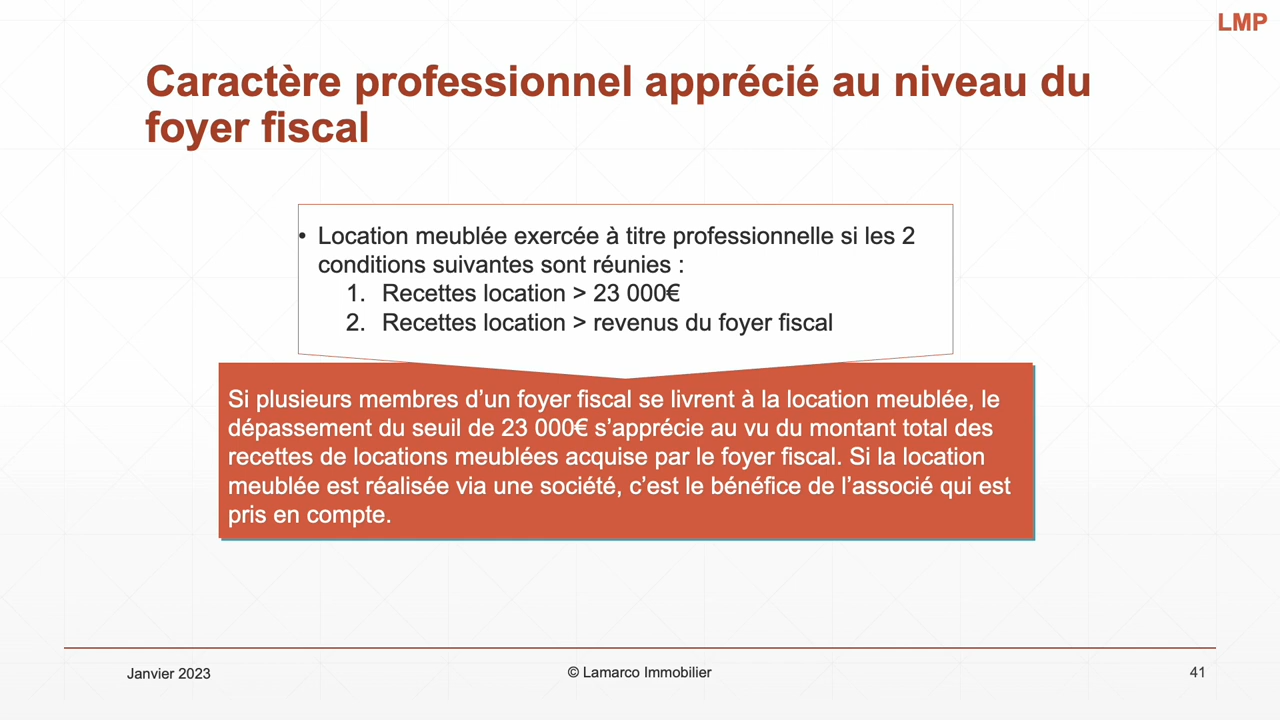 LMP
Caractère professionnel apprécié au niveau du
foyer fiscal
• Location meublée exercée à titre professionnelle si les 2
conditions suivantes sont réunies :
1. Recettes location > 23 000€
2. Recettes location > revenus du foyer fiscal
Si plusieurs membres d’un foyer fiscal se livrent à la location meublée, le
dépassement du seuil de 23 000€ s’apprécie au vu du montant total des
recettes de locations meublées acquise par le foyer fiscal. Si la location
meublée est réalisée via une société, c’est le bénéfice de l’associé qui est
pris en compte.
Janvier 2023
© Lamarco Immobilier
41